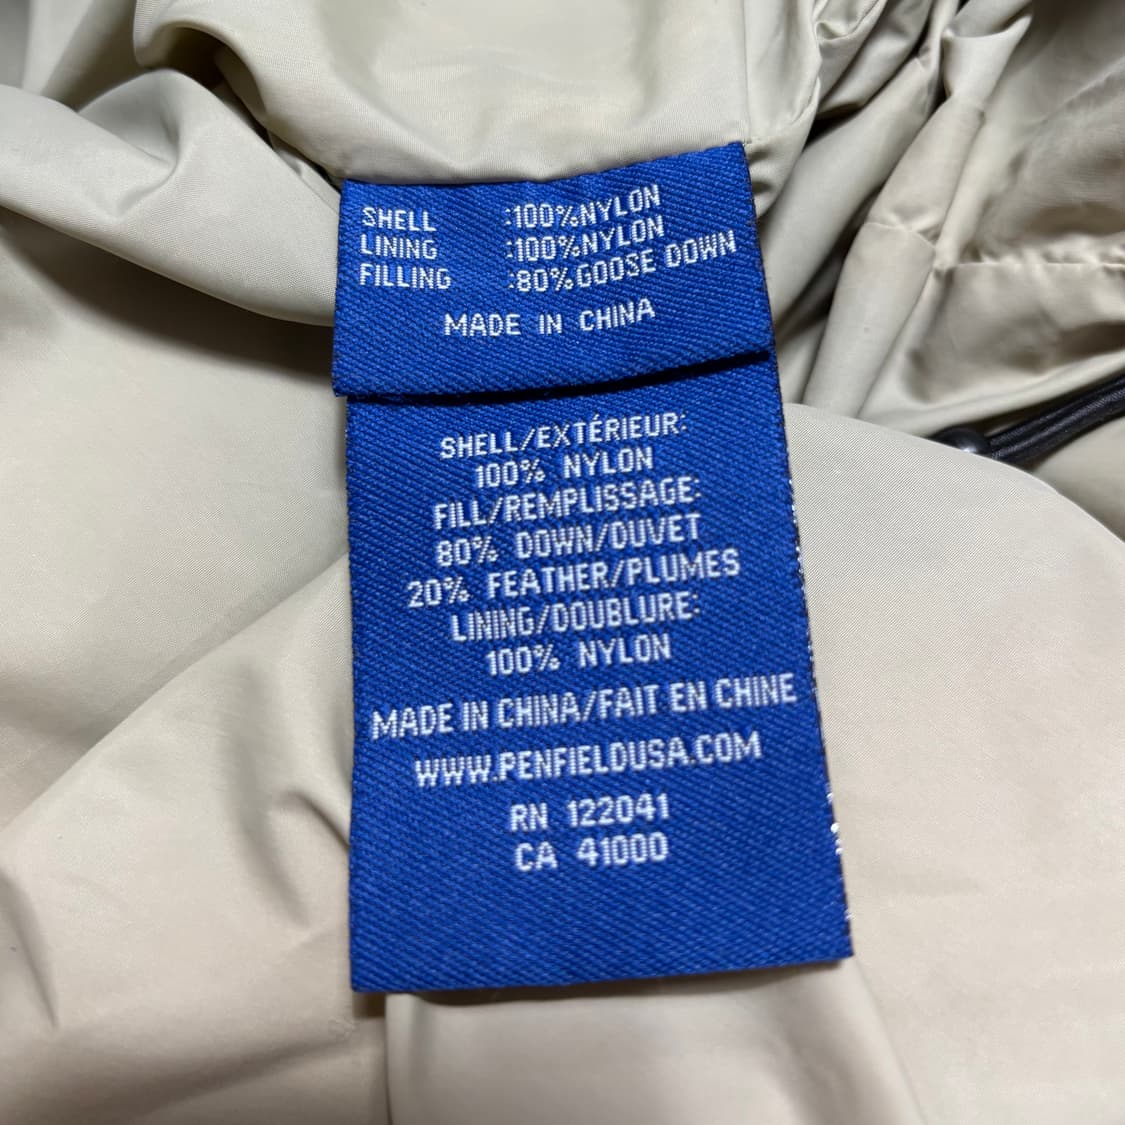 SHELL :100%NYLON
LINING :100%NYLON
FILLING :80%GOOSE DOWN
MADE IN CHINA
SHELL/EXTÉRIEUR:
100% NYLON
FILL/REMPLISSAGE:
80% DOWN/DUVET
20% FEATHER/PLUMES
LINING/DOUBLURE:
100% NYLON
MADE IN CHINA/FAIT EN CHINE
WWW.PENFIELDUSA.COM
RN 122041
CA 41000